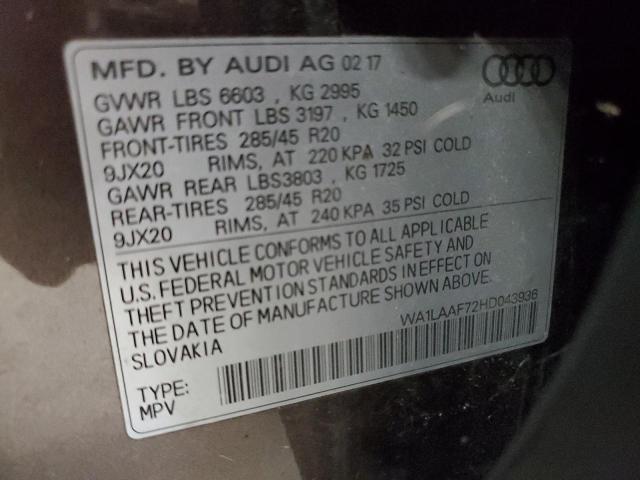 MFD. BY AUDI AG 02 17
Audi
GVWR LBS 6603 , KG 2995
GAWR FRONT LBS 3197 , KG 1450
FRONT-TIRES 285/45 R20
9JX20 RIMS, AT 220 KPA 32 PSI COLD
GAWR REAR LBS3803 , KG 1725
REAR-TIRES 285/45 R20
9JX20 RIMS, AT 240 KPA 35 PSI COLD
THIS VEHICLE CONFORMS TO ALL APPLICABLE
U.S. FEDERAL MOTOR VEHICLE SAFETY AND
THEFT PREVENTION STANDARDS IN EFFECT ON
THE DATE OF MANUFACTURE SHOWN ABOVE.
SLOVAKIA
WA1LAAF72HD043936
TYPE:
MPV